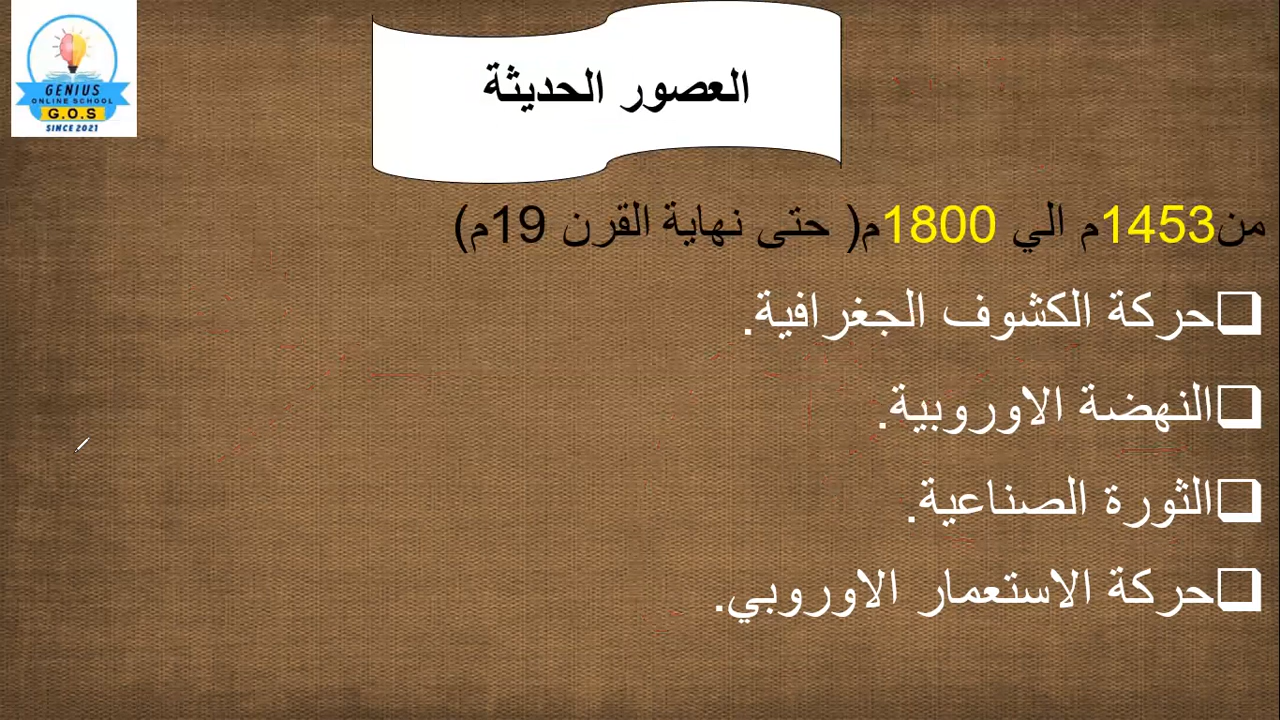 GENIUS
ONLINE SCHOOL
G.O.S
SINCE 2021
العصور الحديثة
من1453م الي 1800م( حتى نهاية القرن 19م)
حركة الكشوف الجغرافية.
النهضة الاوروبية.
الثورة الصناعية.
حركة الاستعمار الاوروبي.